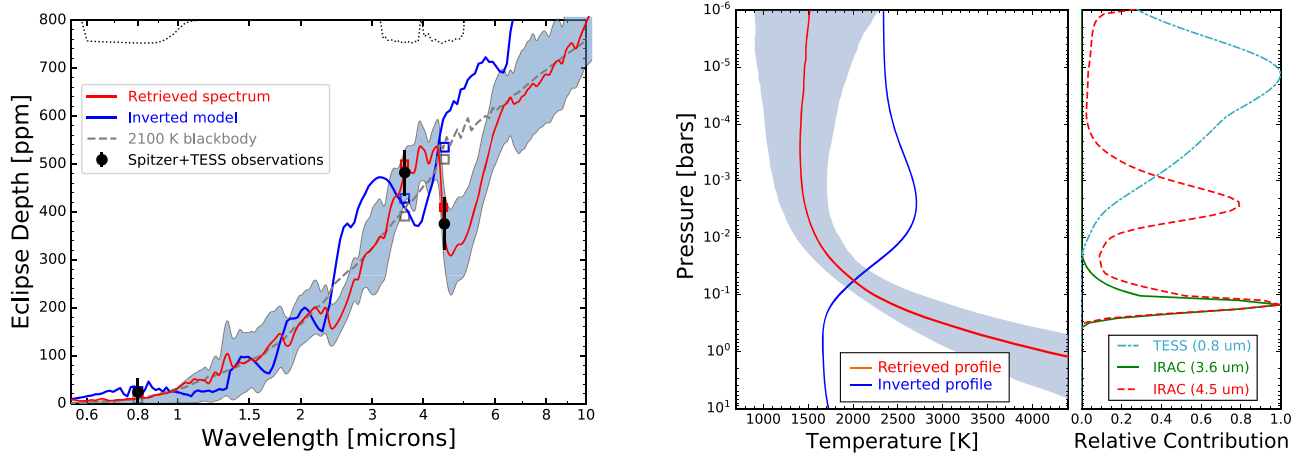 800
700
600
500
400
300
200
100
0
Eclipse Depth [ppm]
Retrieved spectrum
Inverted model
2100 K blackbody
Spitzer+TESS observations
0.6 0.8 1 1.5 2 3 4 6 8 10
Wavelength [microns]
10-6
10-5
10-4
10-3
10-2
10-1
100
101
Pressure [bars]
Retrieved profile
Inverted profile
1000 1500 2000 2500 3000 3500 4000
Temperature [K]
TESS (0.8 um)
IRAC (3.6 um)
IRAC (4.5 um)
0.0 0.2 0.4 0.6 0.8 1.0
Relative Contribution